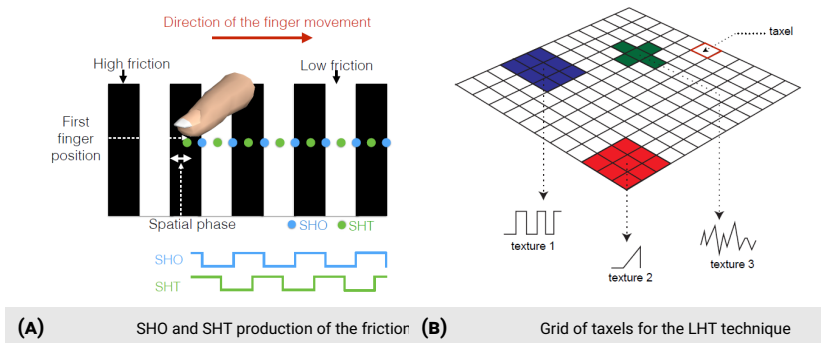 Direction of the finger movement
High friction
Low friction
First
finger
position
Spatial phase
SHO
SHT
SHO
SHT
taxel
texture 1
texture 2
texture 3
(A)
SHO and SHT production of the friction
(B)
Grid of taxels for the LHT technique